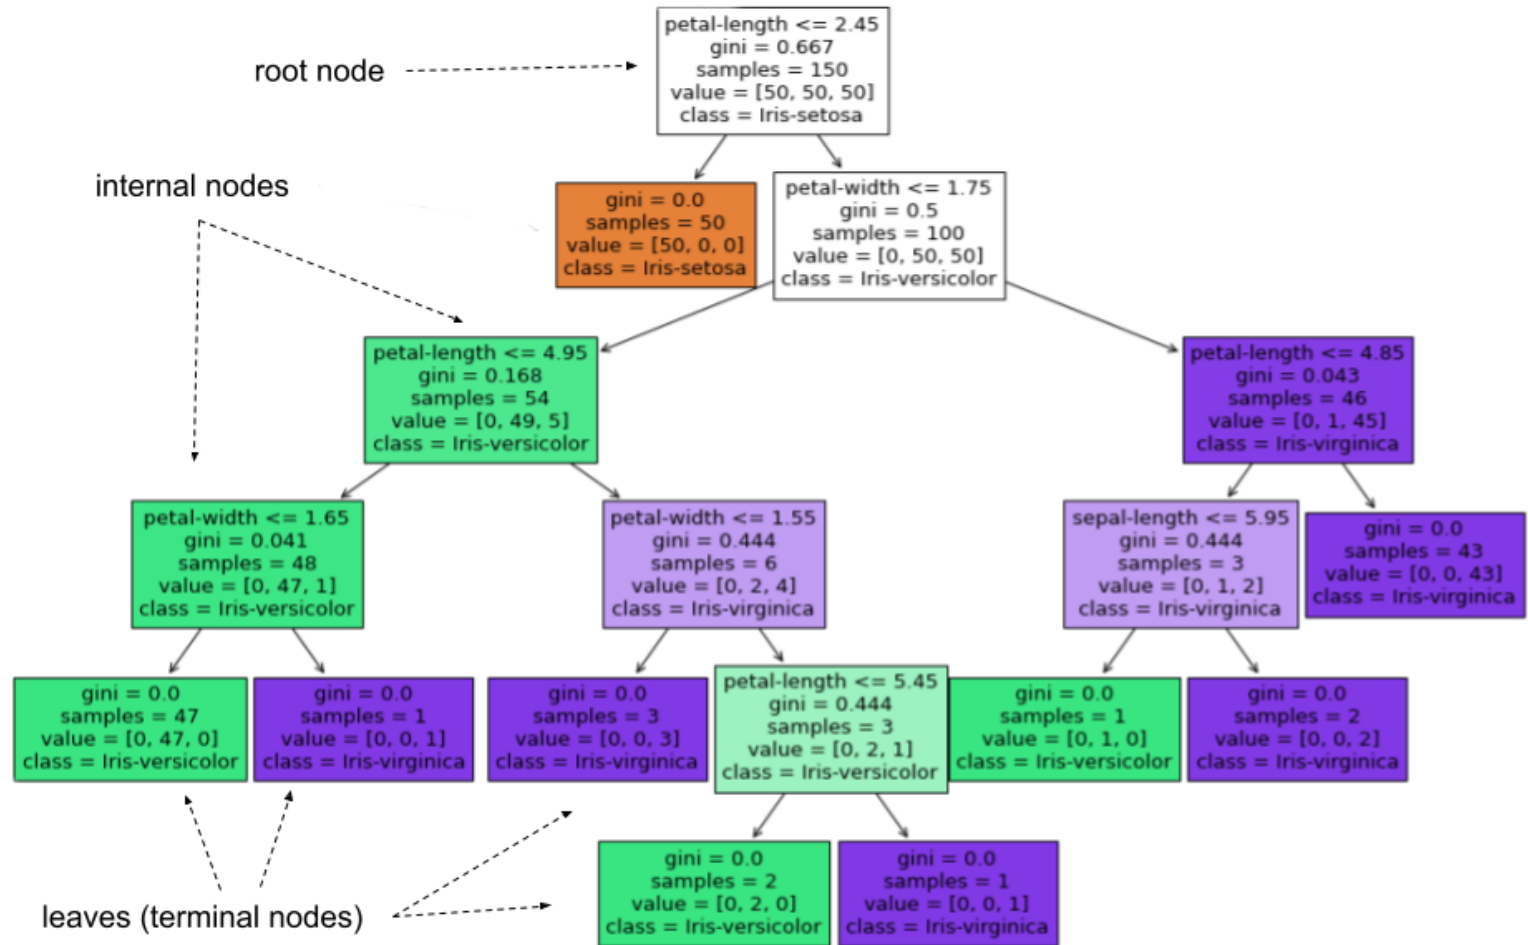 petal-length <= 2.45
gini = 0.667
samples = 150
value = [50, 50, 50]
class = Iris-setosa
root node
internal nodes
gini = 0.0
samples = 50
value = [50, 0, 0]
class = Iris-setosa
petal-width <= 1.75
gini = 0.5
samples = 100
value = [0, 50, 50]
class = Iris-versicolor
petal-length <= 4.95
gini = 0.168
samples = 54
value = [0, 49, 5]
class = Iris-versicolor
petal-length <= 4.85
gini = 0.043
samples = 46
value = [0, 1, 45]
class = Iris-virginica
petal-width <= 1.65
gini = 0.041
samples = 48
value = [0, 47, 1]
class = Iris-versicolor
petal-width <= 1.55
gini = 0.444
samples = 6
value = [0, 2, 4]
class = Iris-virginica
sepal-length <= 5.95
gini = 0.444
samples = 3
value = [0, 1, 2]
class = Iris-virginica
gini = 0.0
samples = 43
value = [0, 0, 43]
class = Iris-virginica
gini = 0.0
samples = 47
value = [0, 47, 0]
class = Iris-versicolor
gini = 0.0
samples = 1
value = [0, 0, 1]
class = Iris-virginica
gini = 0.0
samples = 3
value = [0, 0, 3]
class = Iris-virginica
petal-length <= 5.45
gini = 0.444
samples = 3
value = [0, 2, 1]
class = Iris-versicolor
gini = 0.0
samples = 1
value = [0, 1, 0]
class = Iris-versicolor
gini = 0.0
samples = 2
value = [0, 0, 2]
class = Iris-virginica
leaves (terminal nodes)
gini = 0.0
samples = 2
value = [0, 2, 0]
class = Iris-versicolor
gini = 0.0
samples = 1
value = [0, 0, 1]
class = Iris-virginica